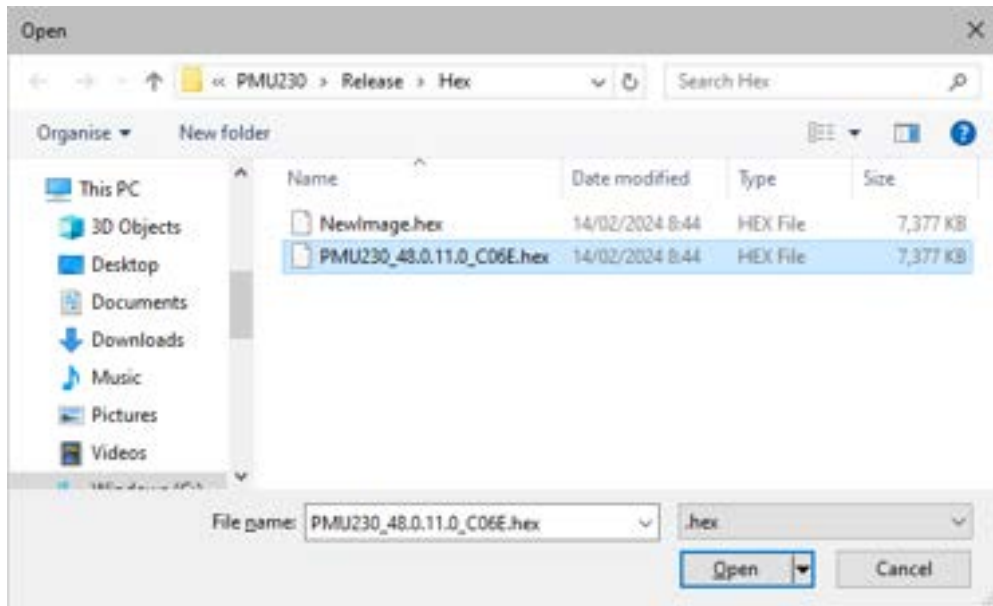 Open
« PMU230 › Release › Hex
Search Hex
Organise
New folder
Name Date modified Type Size
NewImage.hex 14/02/2024 8:44 HEX File 7,377 KB
PMU230_48.0.11.0_C06E.hex 14/02/2024 8:44 HEX File 7,377 KB
This PC
3D Objects
Desktop
Documents
Downloads
Music
Pictures
Videos
File name: PMU230_48.0.11.0_C06E.hex
.hex
Open
Cancel